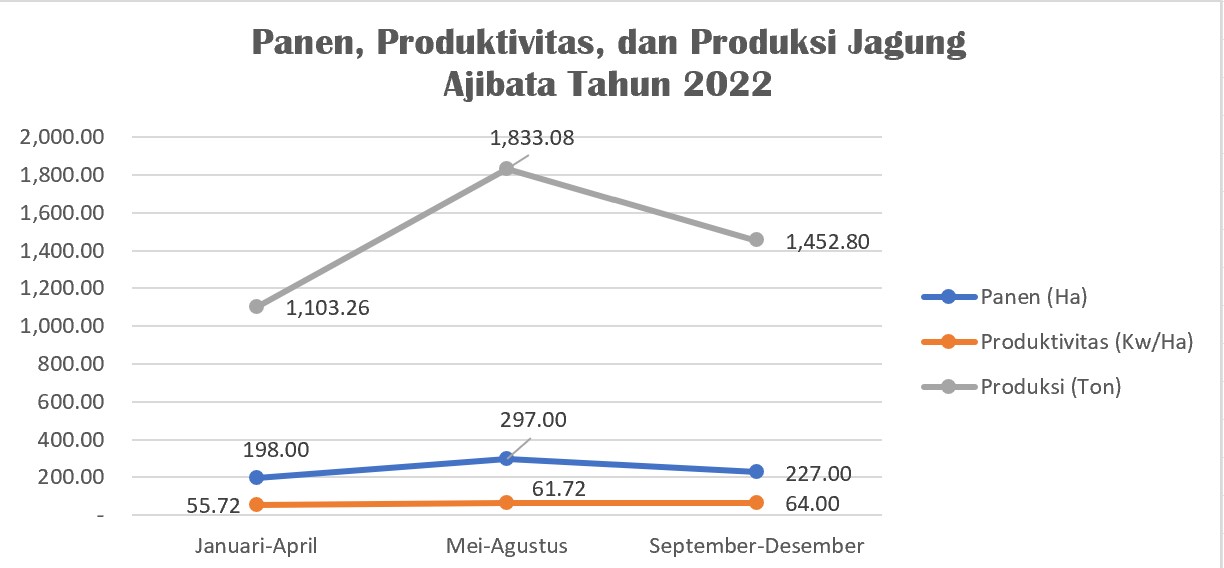 Panen, Produktivitas, dan Produksi Jagung
Ajibata Tahun 2022
2,000.00
1,800.00
1,600.00
1,400.00
1,200.00
1,000.00
800.00
600.00
400.00
200.00
-
1,833.08
1,452.80
1,103.26
297.00
198.00
227.00
61.72
55.72
64.00
Januari-April
Mei-Agustus
September-Desember
Panen (Ha)
Produktivitas (Kw/Ha)
Produksi (Ton)